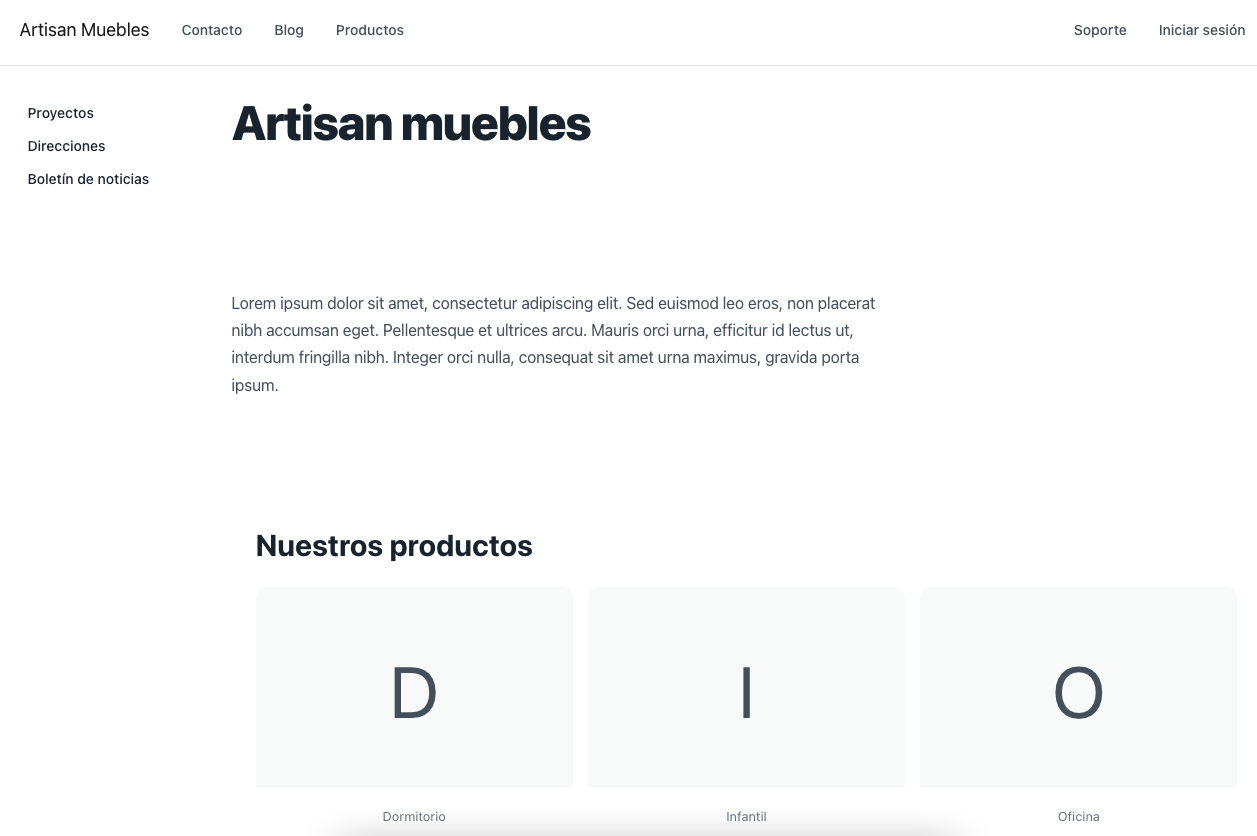 Artisan Muebles Contacto Blog Productos Soporte Iniciar sesión
Proyectos
Direcciones
Boletín de noticias
Artisan muebles
Lorem ipsum dolor sit amet, consectetur adipiscing elit. Sed euismod leo eros, non placerat
nibh accumsan eget. Pellentesque et ultrices arcu. Mauris orci urna, efficitur id lectus ut,
interdum fringilla nibh. Integer orci nulla, consequat sit amet urna maximus, gravida porta
ipsum.
Nuestros productos
D I O
Dormitorio Infantil Oficina